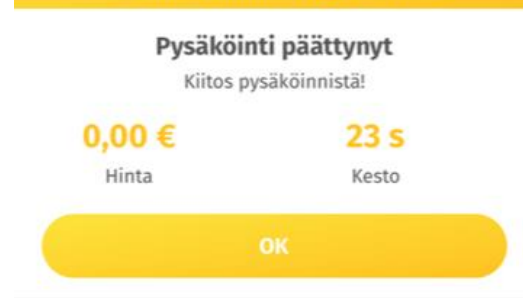 Pysäköinti päättynyt
Kiitos pysäköinnistä!
0,00 € 23 s
Hinta Kesto
OK